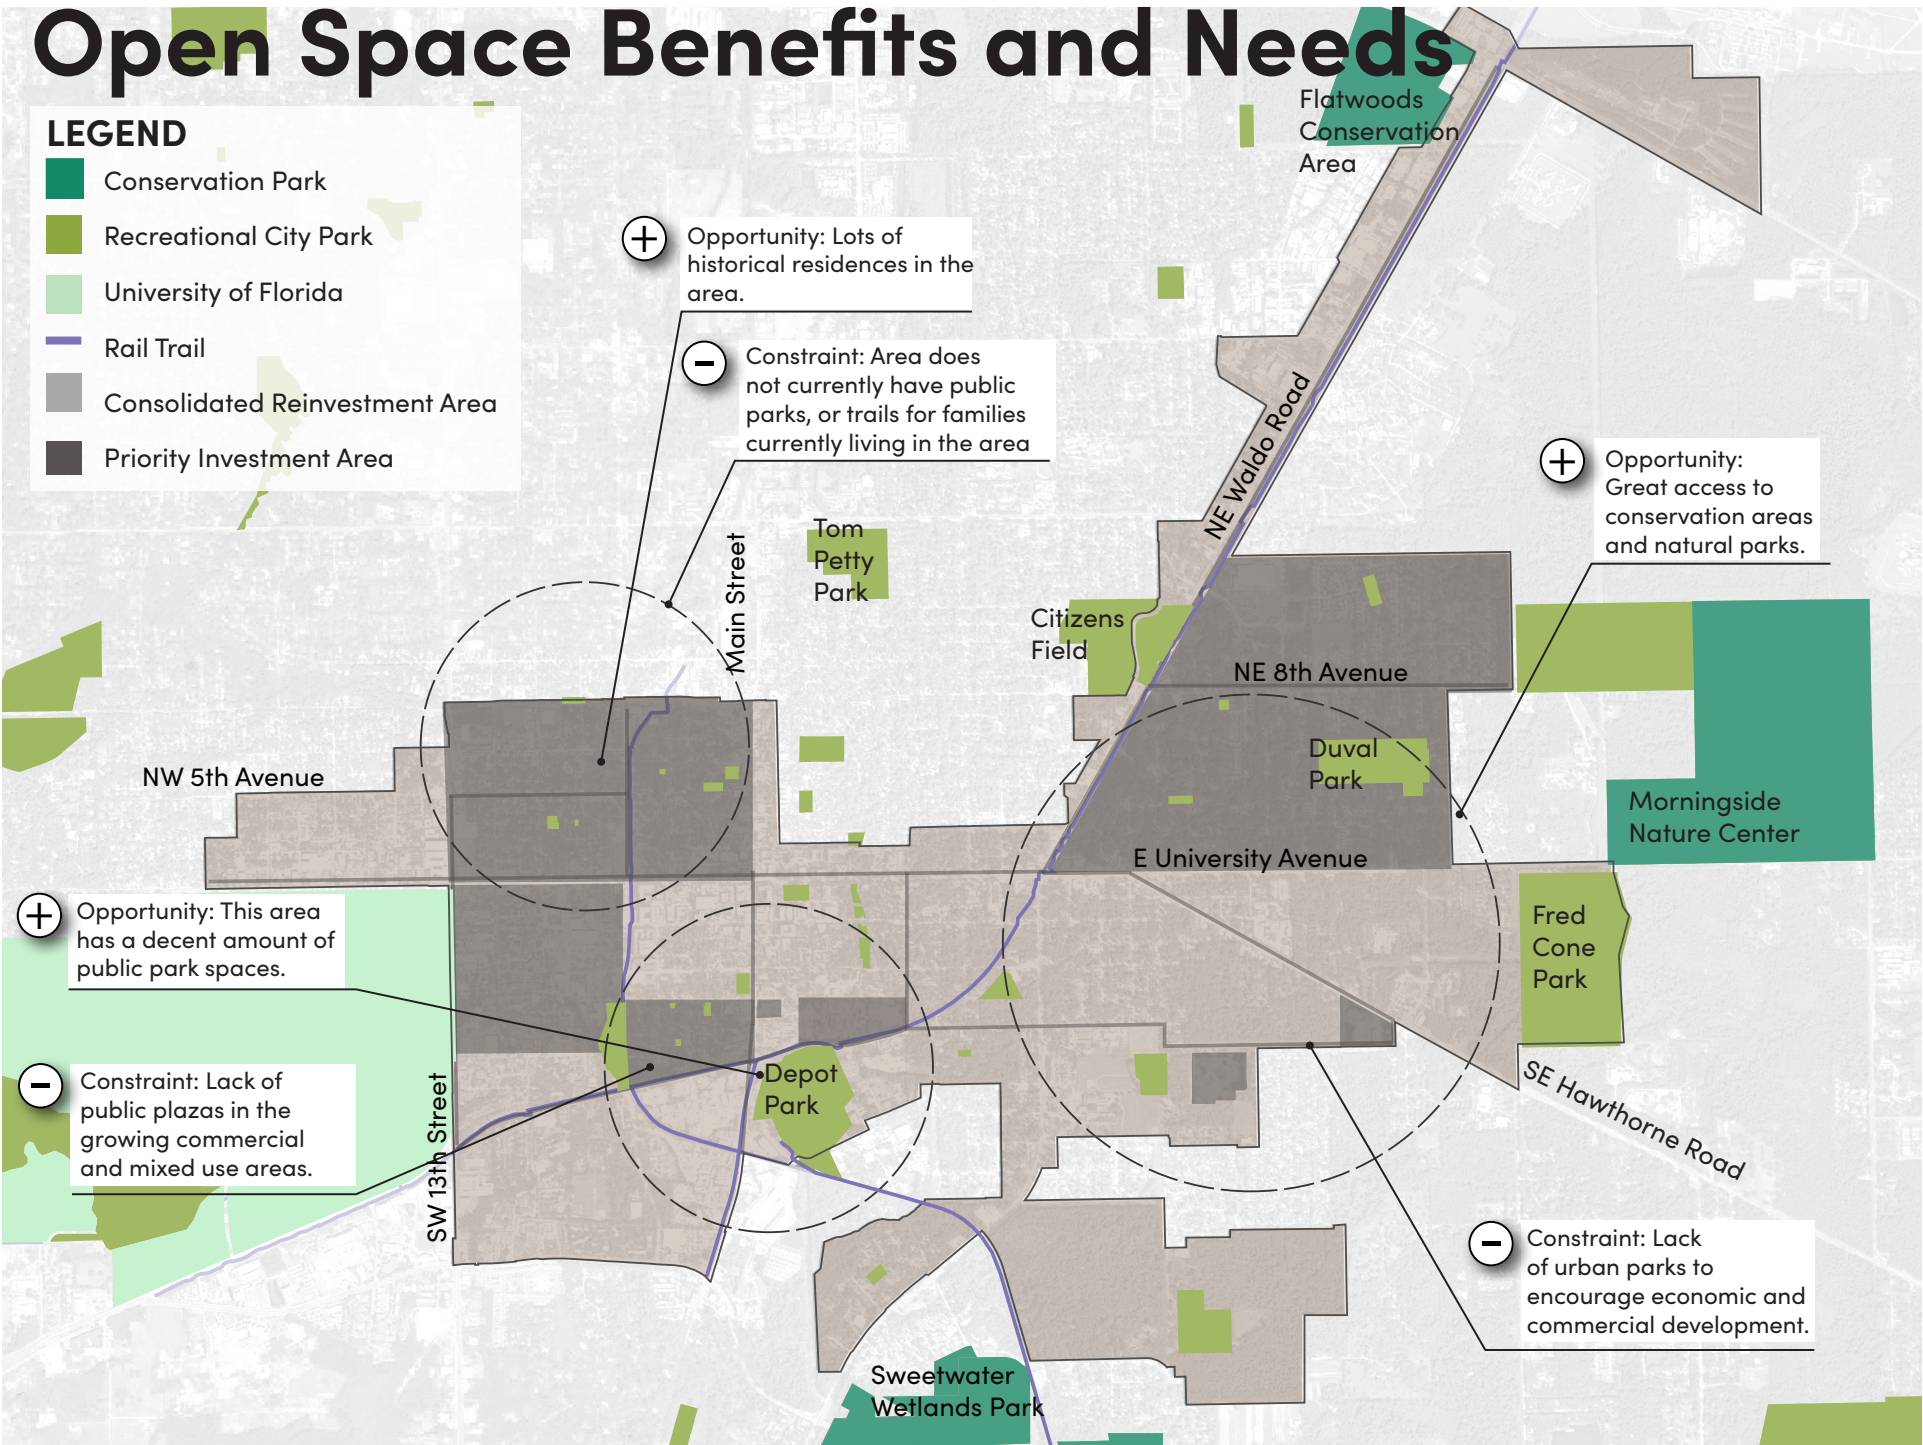 Open Space Benefits and Needs
LEGEND
Conservation Park
Recreational City Park
University of Florida
Rail Trail
Consolidated Reinvestment Area
Priority Investment Area
Flatwoods
Conservation
Area
Opportunity: Lots of
historical residences in the
area.
Constraint: Area does
not currently have public
parks, or trails for families
currently living in the area
NE Waldo Road
Opportunity:
Great access to
conservation areas
and natural parks.
Tom
Petty
Park
Main Street
Citizens
Field
NE 8th Avenue
Duval
Park
NW 5th Avenue
Morningside
Nature Center
E University Avenue
Opportunity: This area
has a decent amount of
public park spaces.
Fred
Cone
Park
Constraint: Lack of
public plazas in the
growing commercial
and mixed use areas.
SW 13th Street
Depot
Park
SE Hawthorne Road
Constraint: Lack
of urban parks to
encourage economic and
commercial development.
Sweetwater
Wetlands Park